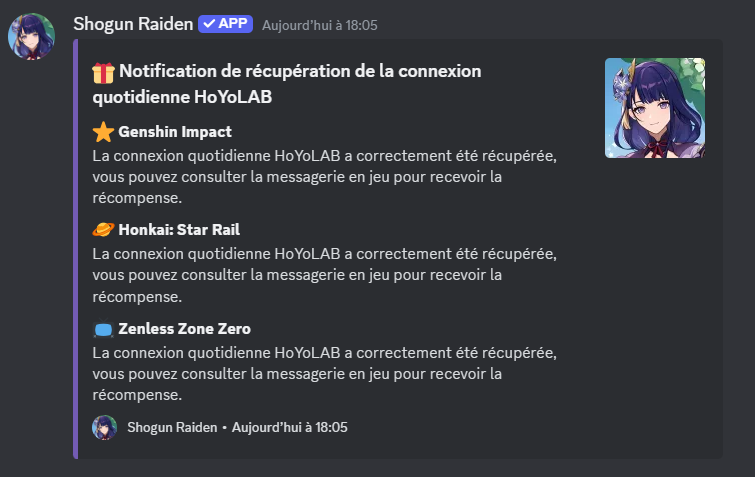 Shogun Raiden ✓ APP Aujourd'hui à 18:05
Notification de récupération de la connexion
quotidienne HoYoLAB
Genshin Impact
La connexion quotidienne HoYoLAB a correctement été récupérée,
vous pouvez consulter la messagerie en jeu pour recevoir la
récompense.
Honkai: Star Rail
La connexion quotidienne HoYoLAB a correctement été récupérée,
vous pouvez consulter la messagerie en jeu pour recevoir la
récompense.
Zenless Zone Zero
La connexion quotidienne HoYoLAB a correctement été récupérée,
vous pouvez consulter la messagerie en jeu pour recevoir la
récompense.
Shogun Raiden • Aujourd'hui à 18:05